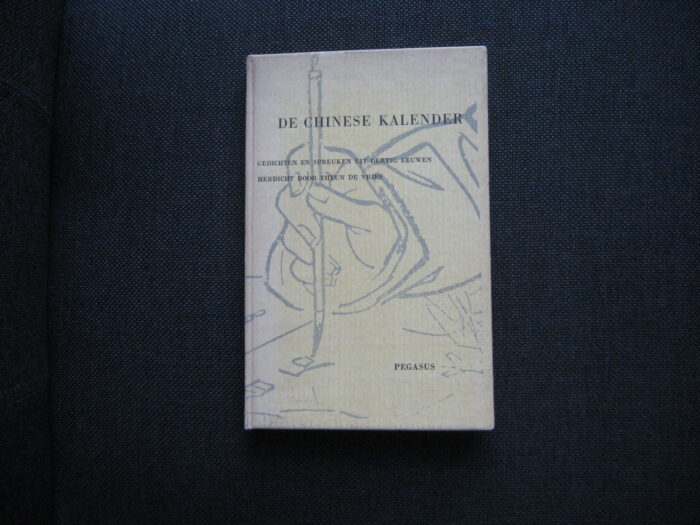 DE CHINESE KALENDER
GEDICHTEN EN SPREUKEN UIT DERTIG EEUWEN
HERDICHT DOOR THEUN DE VRIES
PEGASUS